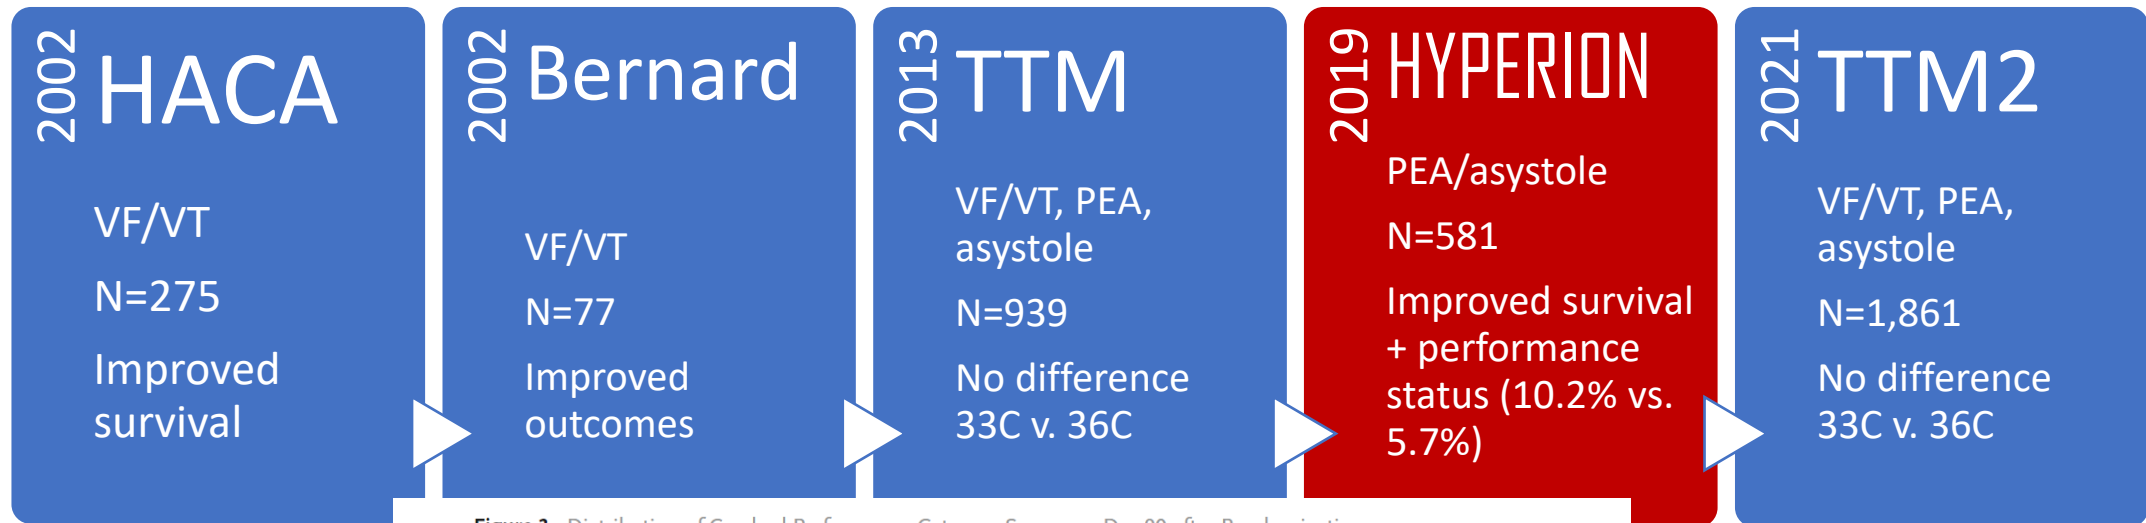 2002
HACA
VF/VT
N=275
Improved
survival
2002
Bernard
VF/VT
N=77
Improved
outcomes
2013
TTM
VF/VT, PEA,
asystole
N=939
No difference
33C v. 36C
2019
HYPERION
PEA/asystole
N=581
Improved survival
+ performance
status (10.2% vs.
5.7%)
2021
TTM2
VF/VT, PEA,
asystole
N=1,861
No difference
33C v. 36C